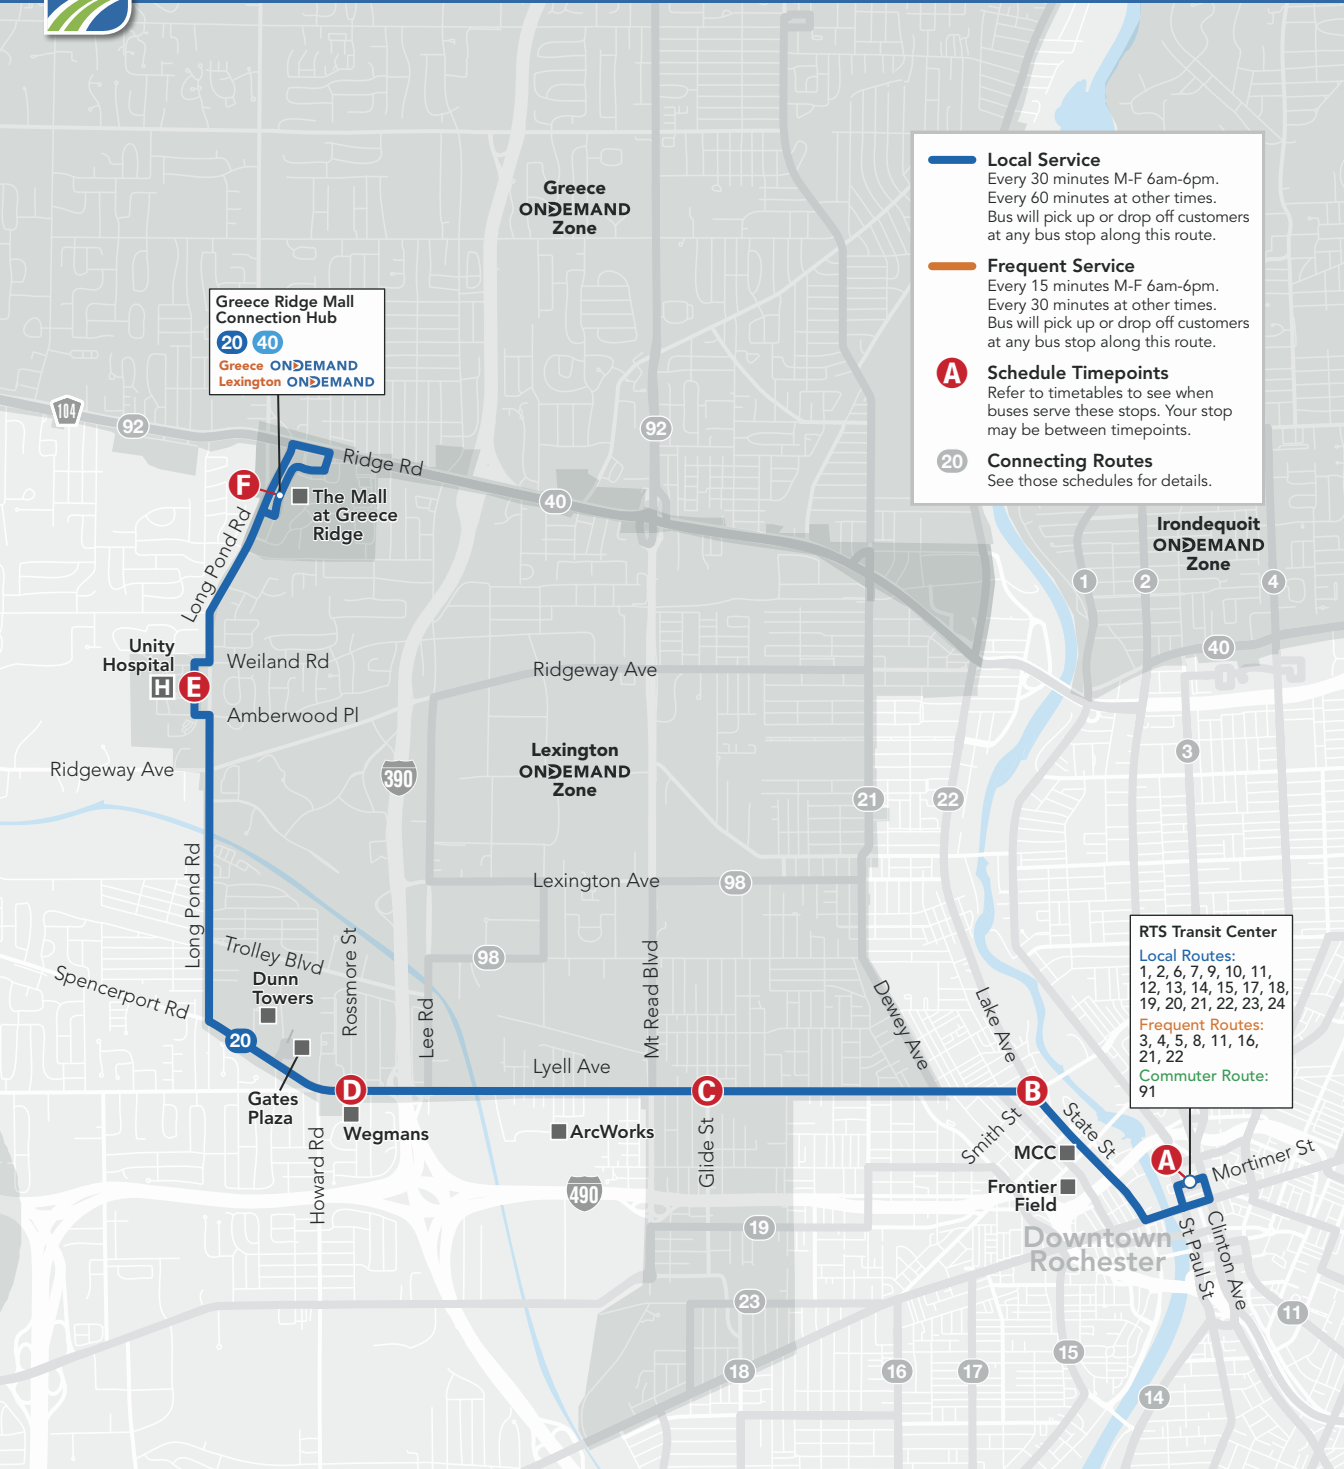 Local Service
Every 30 minutes M-F 6am-6pm.
Every 60 minutes at other times.
Bus will pick up or drop off customers
at any bus stop along this route.
Frequent Service
Every 15 minutes M-F 6am-6pm.
Every 30 minutes at other times.
Bus will pick up or drop off customers
at any bus stop along this route.
A
Schedule Timepoints
Refer to timetables to see when
buses serve these stops. Your stop
may be between timepoints.
20
Connecting Routes
See those schedules for details.
Greece
ONDEMAND
Zone
Greece Ridge Mall
Connection Hub
20 40
Greece ONDEMAND
Lexington ONDEMAND
104
92
92
Ridge Rd
F
The Mall
at Greece
Ridge
40
Long Pond Rd
Irondequoit
ONDEMAND
Zone
1
2
4
40
Unity
Hospital
H
E
Weiland Rd
Amberwood Pl
Ridgeway Ave
Ridgeway Ave
Lexington
ONDEMAND
Zone
390
3
21
22
Long Pond Rd
Lexington Ave
98
98
Trolley Blvd
Spencerport Rd
Dunn
Towers
Rossmore St
Lee Rd
Mt Read Blvd
Dewey Ave
Lake Ave
RTS Transit Center
Local Routes:
1, 2, 6, 7, 9, 10, 11,
12, 13, 14, 15, 17, 18,
19, 20, 21, 22, 23, 24
Frequent Routes:
3, 4, 5, 8, 11, 16,
21, 22
Commuter Route:
91
20
Gates
Plaza
D
Wegmans
Lyell Ave
C
B
ArcWorks
Howard Rd
Glide St
Smith St
State St
MCC
Frontier
Field
A
Mortimer St
490
Downtown
Rochester
St Paul St
Clinton Ave
19
23
11
18
16
17
15
14